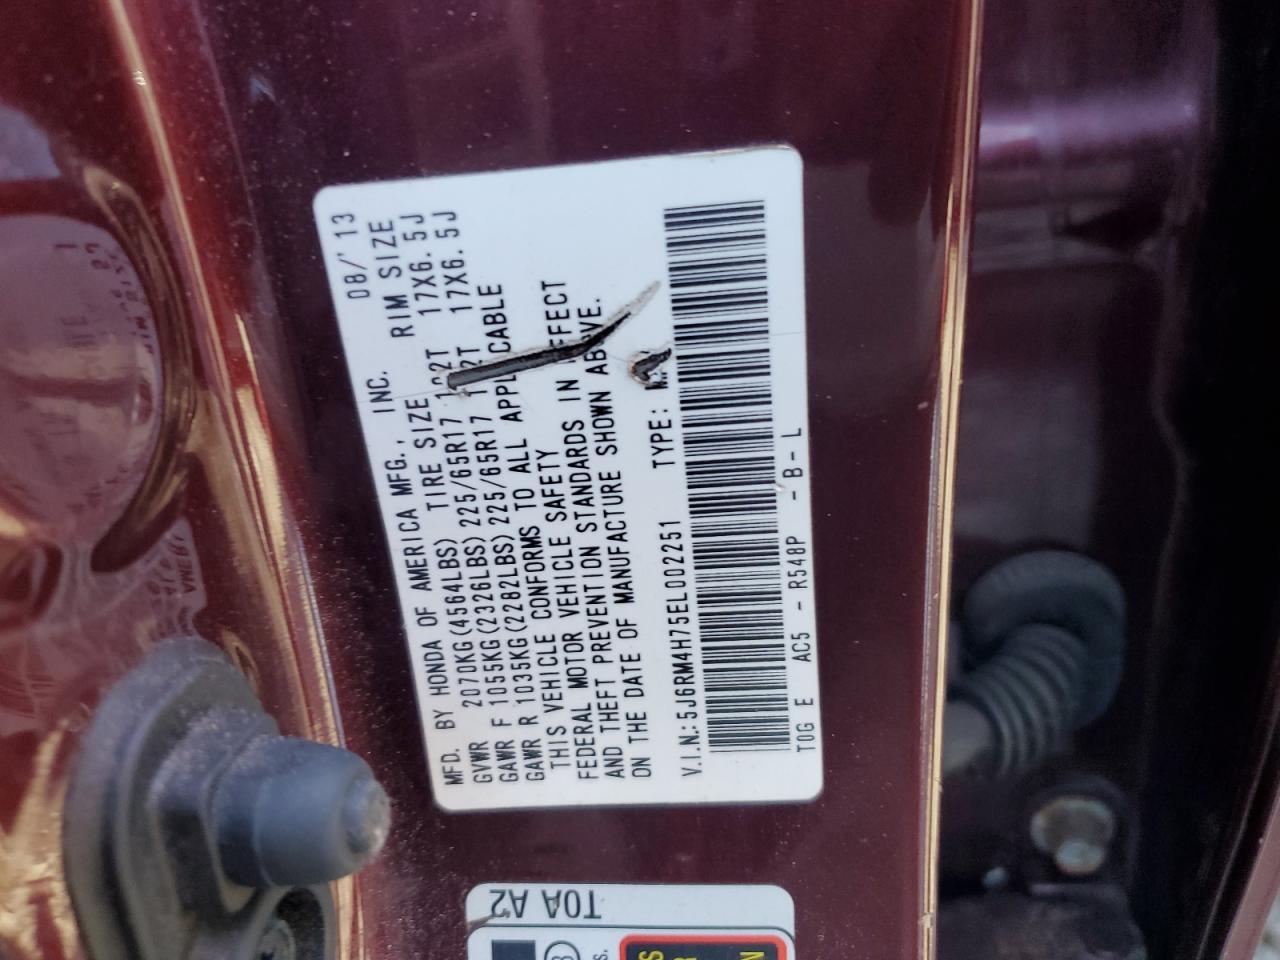 MFD. BY HONDA OF AMERICA MFG., INC. 08/'13
GVWR 2070KG(4564LBS) TIRE SIZE RIM SIZE
GAWR F 1055KG(2326LBS) 225/65R17 17X6.5J
GAWR R 1035KG(2282LBS) 225/65R17 17X6.5J
THIS VEHICLE CONFORMS TO ALL APPLICABLE
FEDERAL MOTOR VEHICLE SAFETY
AND THEFT PREVENTION STANDARDS IN EFFECT
ON THE DATE OF MANUFACTURE SHOWN ABOVE.
V.I.N.: 5J6RM4H75EL002251 TYPE:
T0G E AC5 - R548P - B - L
T0A A2